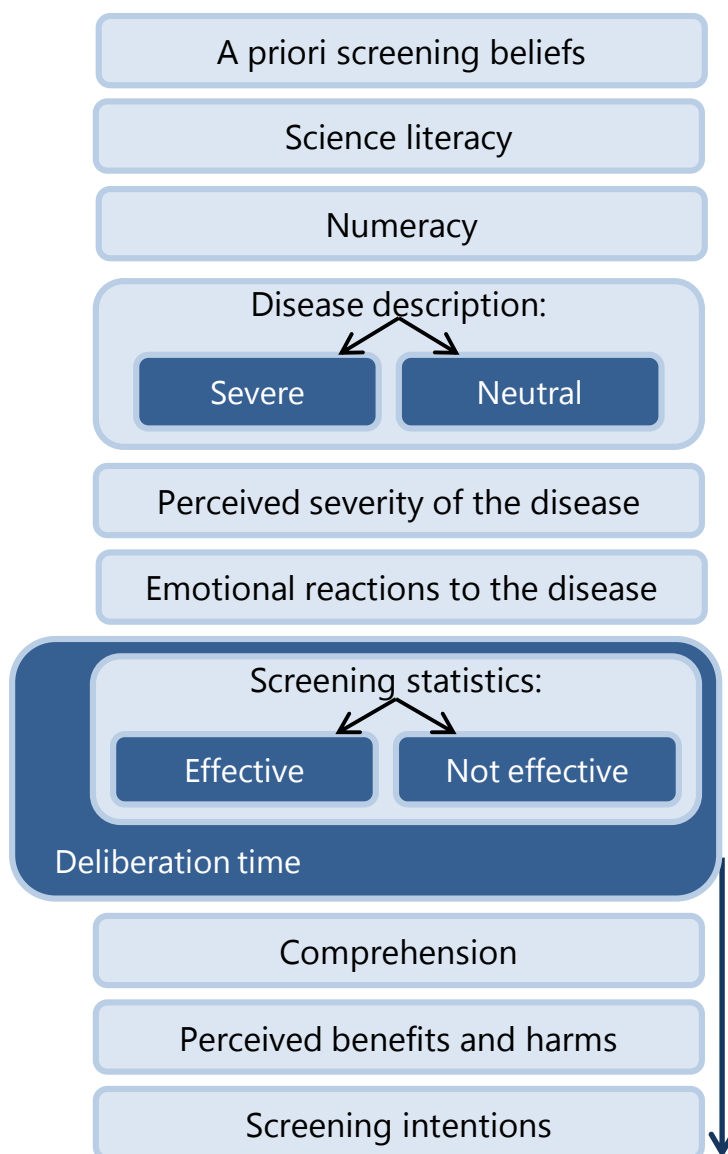 A priori screening beliefs
Science literacy
Numeracy
Disease description:
Severe
Neutral
Perceived severity of the disease
Emotional reactions to the disease
Screening statistics:
Effective
Not effective
Deliberation time
Comprehension
Perceived benefits and harms
Screening intentions